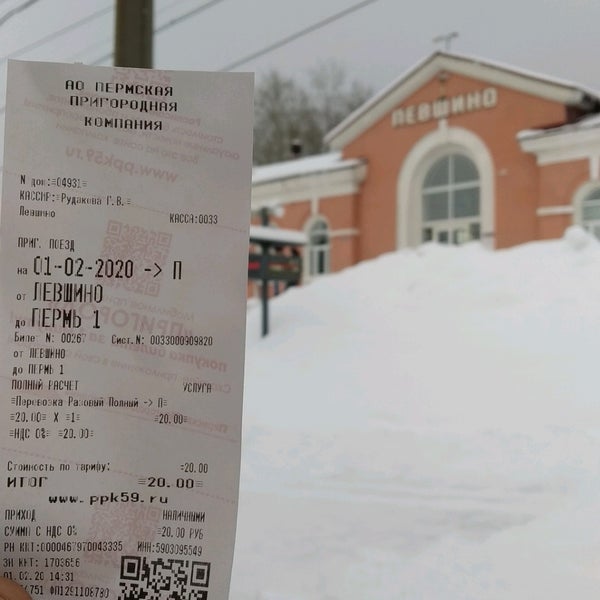 АО ПЕРМСКАЯ
ПРИГОРОДНАЯ
КОМПАНИЯ
ЛЕВШИНО
www.ppk59.ru
N док:=04931=
КАССИР:=Рудакова Г.В.=
Левшино КАССА:0033
ПРИГ. ПОЕЗД
на 01-02-2020 -> П
от ЛЕВШИНО
до ПЕРМЬ 1
Билет N: 00267 Сист.N: 0033000909820
от ЛЕВШИНО
до ПЕРМЬ 1
ПОЛНЫЙ РАСЧЕТ УСЛУГА
=Перевозка Разовый Полный -> П=
=20.00= X =1= =20.00=
=НДС 0%= =20.00=
Стоимость по тарифу: =20.00
ИТОГ =20.00=
www.ppk59.ru
ПРИХОД НАЛИЧНЫМИ
СУММА С НДС 0% =20.00 РУБ
РН ККТ:0000467970043335 ИНН:5903095549
ЗН ККТ: 1703656
01.02.20 14:31
ФП1291108730